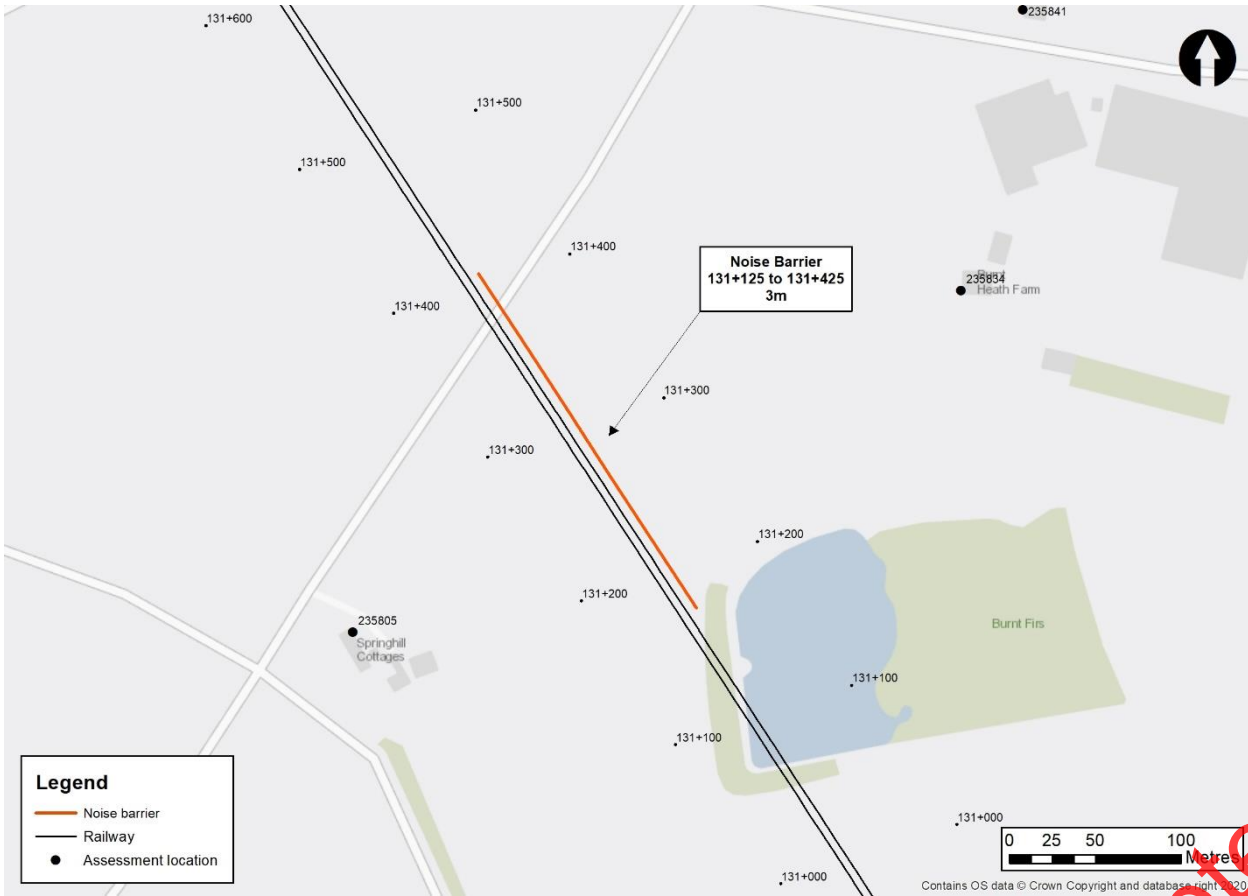 131+600
235841
131+500
131+500
131+400
Noise Barrier
131+125 to 131+425
3m
235834
Heath Farm
131+400
131+300
131+300
131+200
131+200
Burnt Firs
235805
Springhill
Cottages
131+100
131+100
131+000
131+000
Legend
Noise barrier
Railway
Assessment location
0 25 50 100
Metres
Contains OS data © Crown Copyright and database right 2020